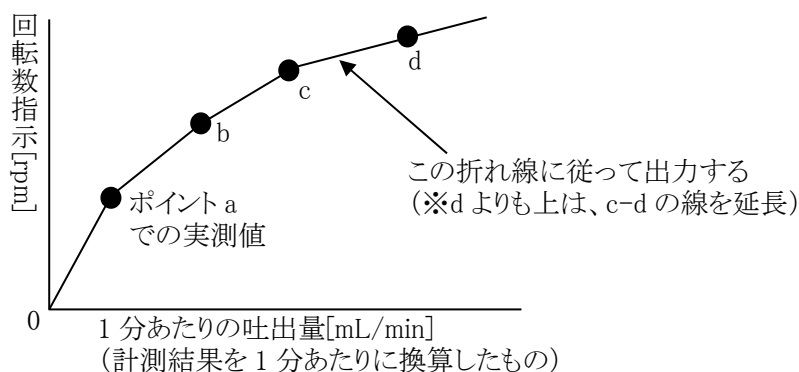 回転数指示[rpm]
d
c
b
この折れ線に従って出力する
(※d よりも上は、c-d の線を延長)
ポイント a
での実測値
0
1 分あたりの吐出量[mL/min]
(計測結果を 1 分あたりに換算したもの)